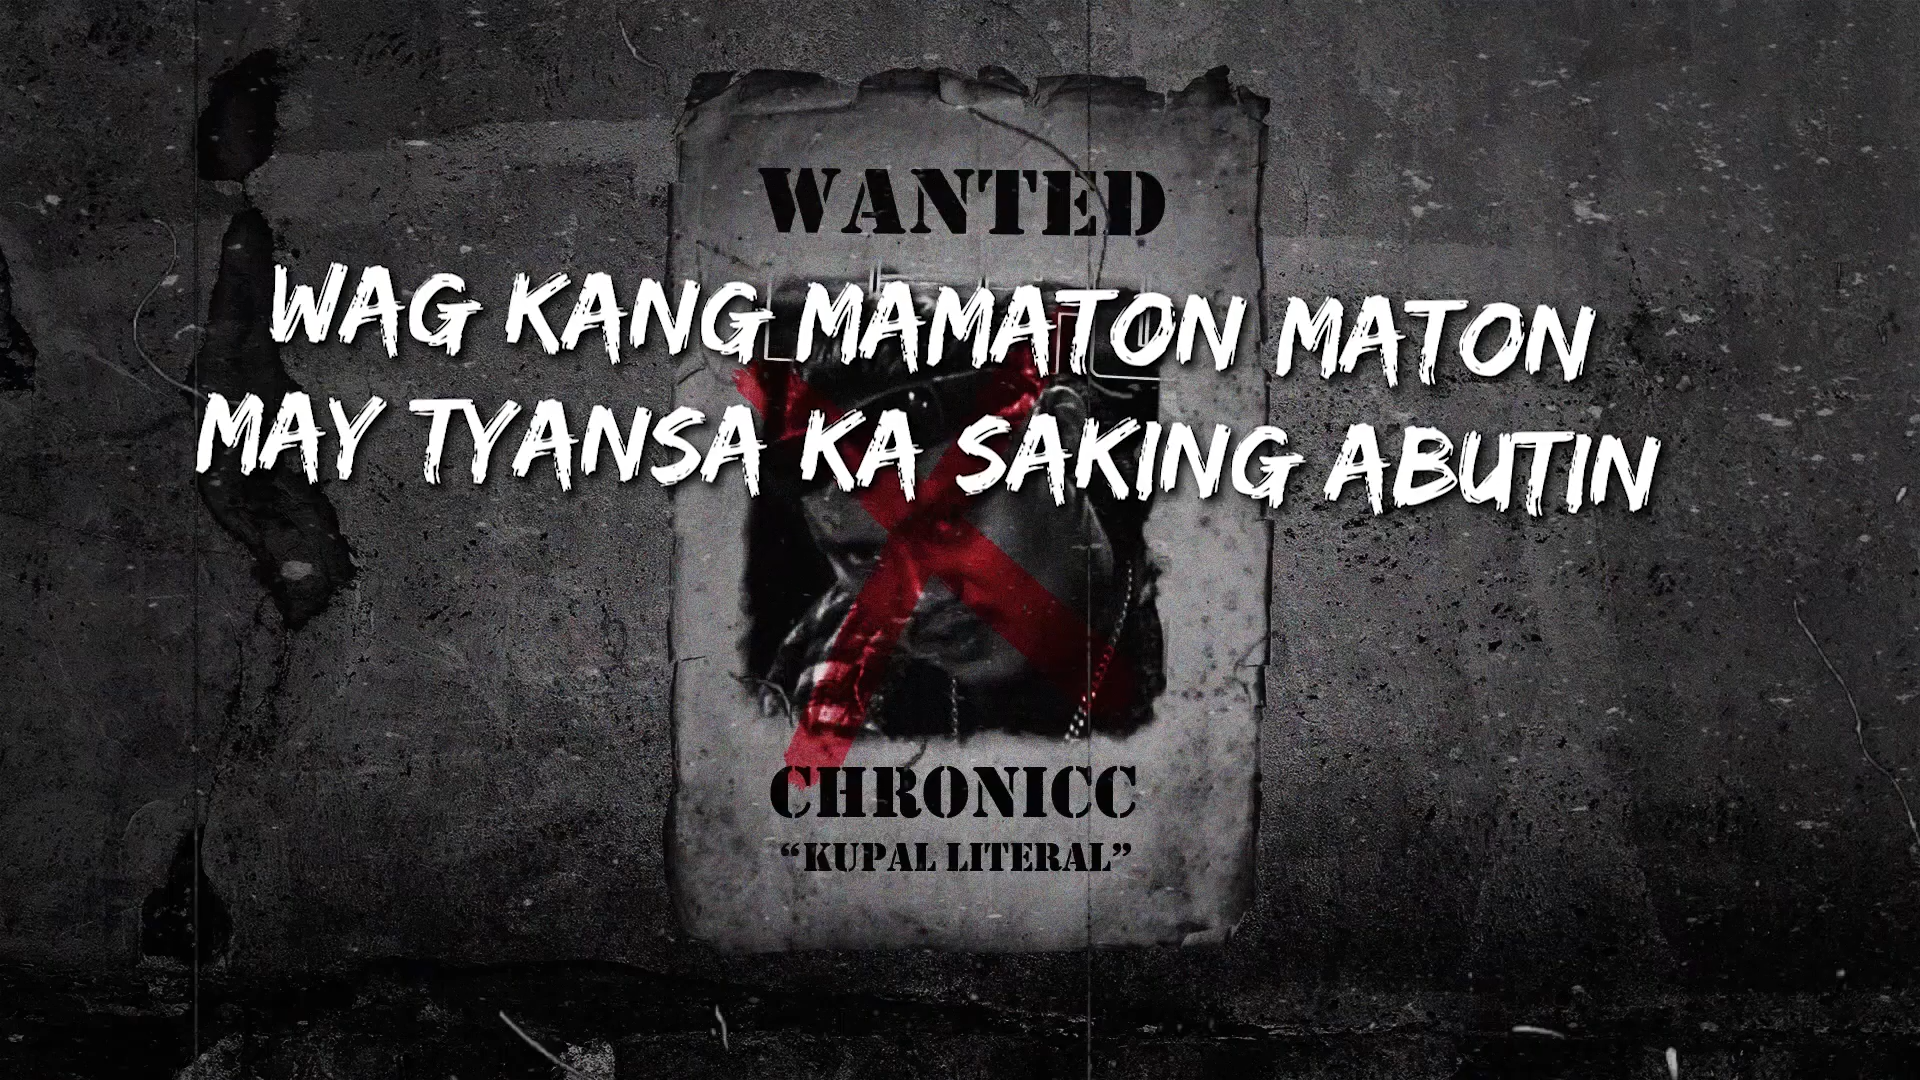 WANTED
WAG KANG MAMATON MATON
MAY TYANSA KA SAKING ABUTIN
CHRONICC
“KUPAL LITERAL”